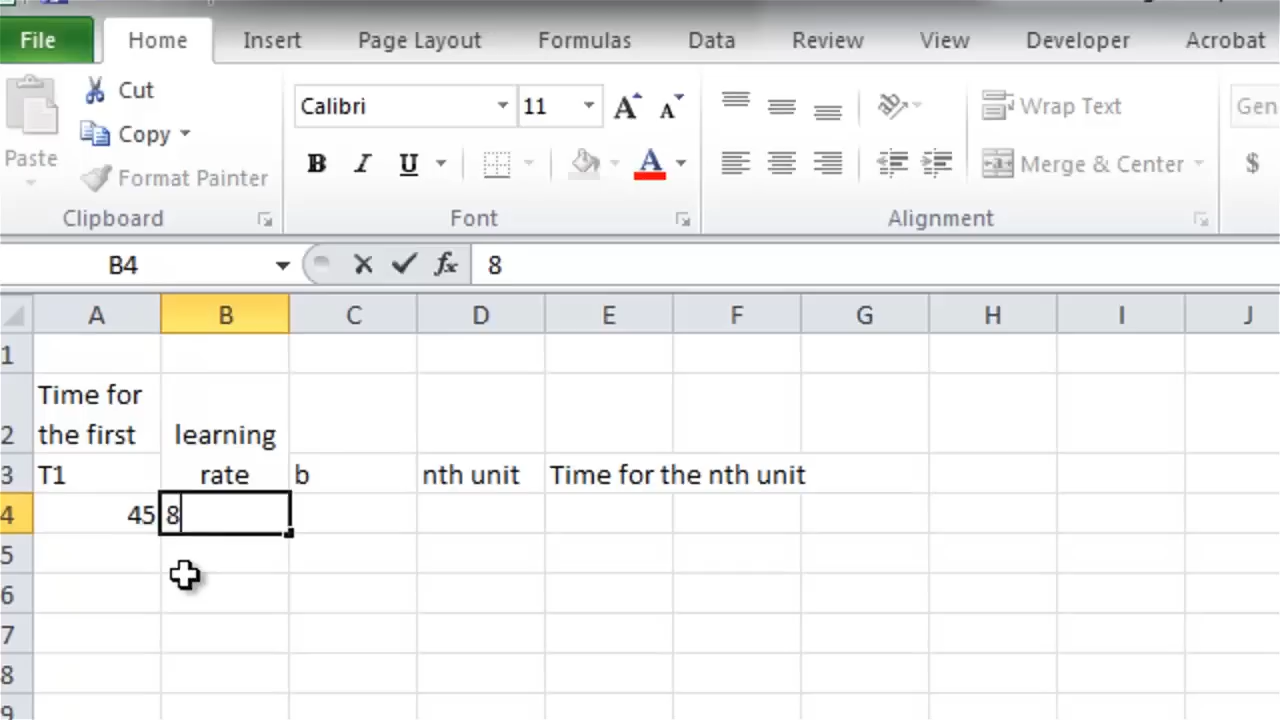 File Home Insert Page Layout Formulas Data Review View Developer Acrobat
Cut
Calibri 11 A A Wrap Text Gen
Copy
Paste
B I U A Merge & Center $
Format Painter
Clipboard Font Alignment
B4 fx 8
A B C D E F G H I J
1
Time for
2 the first learning
3 T1 rate b nth unit Time for the nth unit
4 45 8
5
6
7
8
9